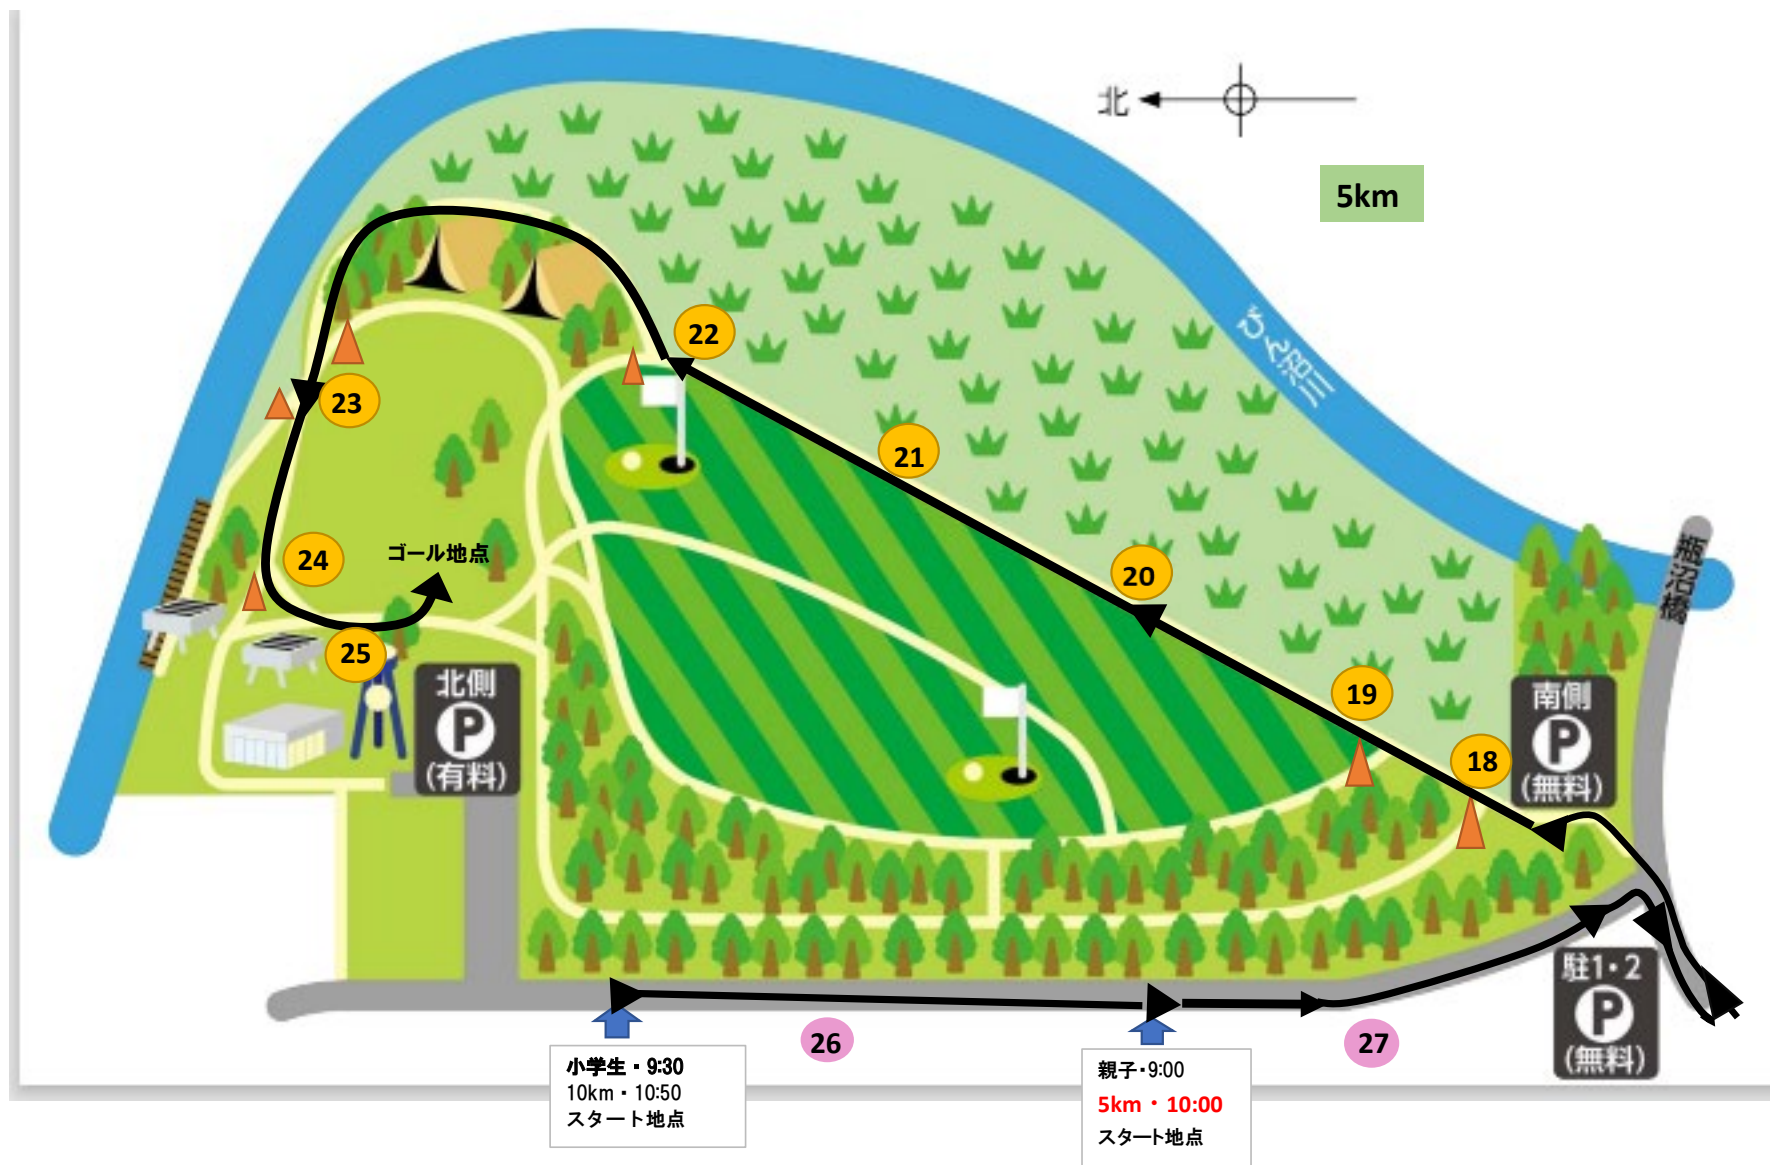 北
5km
びん沼川
22
23
21
24
ゴール地点
20
25
北側
P
(有料)
19
18
南側
P
(無料)
駐1・2
P
(無料)
26
27
小学生・9:30
10km・10:50
スタート地点
親子・9:00
5km・10:00
スタート地点